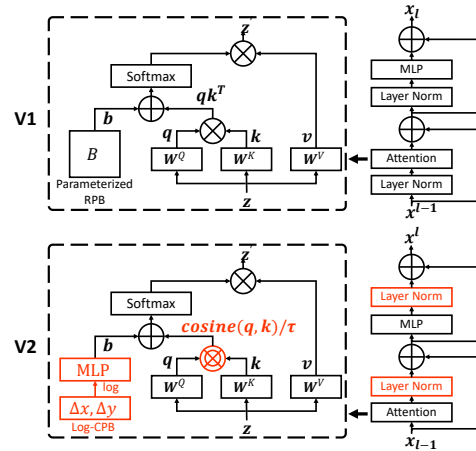 V1
z'
Softmax
qk^T
b
q
k
v
B
W^Q
W^K
W^V
Parameterized
RPB
z
x_l
MLP
Layer Norm
Attention
Layer Norm
x^{l-1}
V2
z'
Softmax
cosine(q, k)/τ
b
q
k
v
MLP
log
Δx, Δy
Log-CPB
W^Q
W^K
W^V
z
x^l
Layer Norm
MLP
Layer Norm
Attention
x_{l-1}